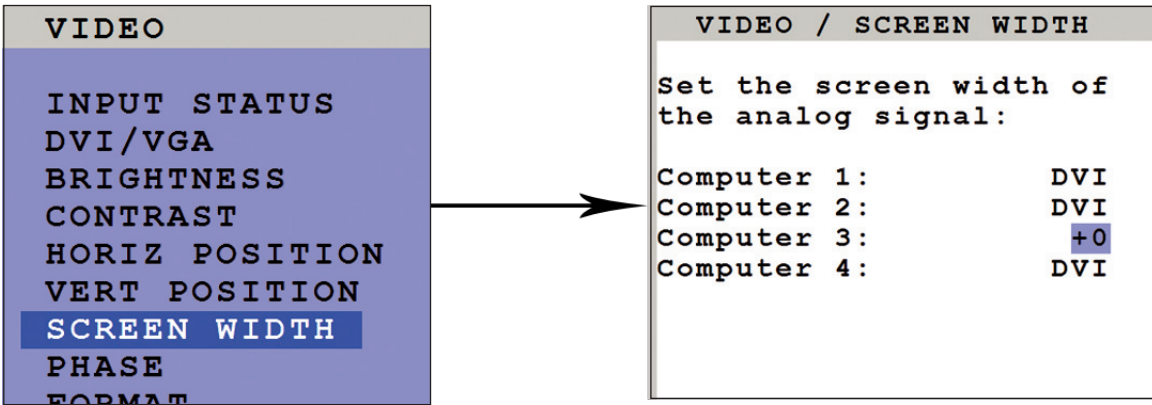 VIDEO
INPUT STATUS
DVI/VGA
BRIGHTNESS
CONTRAST
HORIZ POSITION
VERT POSITION
SCREEN WIDTH
PHASE
FORMAT
VIDEO / SCREEN WIDTH
Set the screen width of
the analog signal:
Computer 1: DVI
Computer 2: DVI
Computer 3: +0
Computer 4: DVI